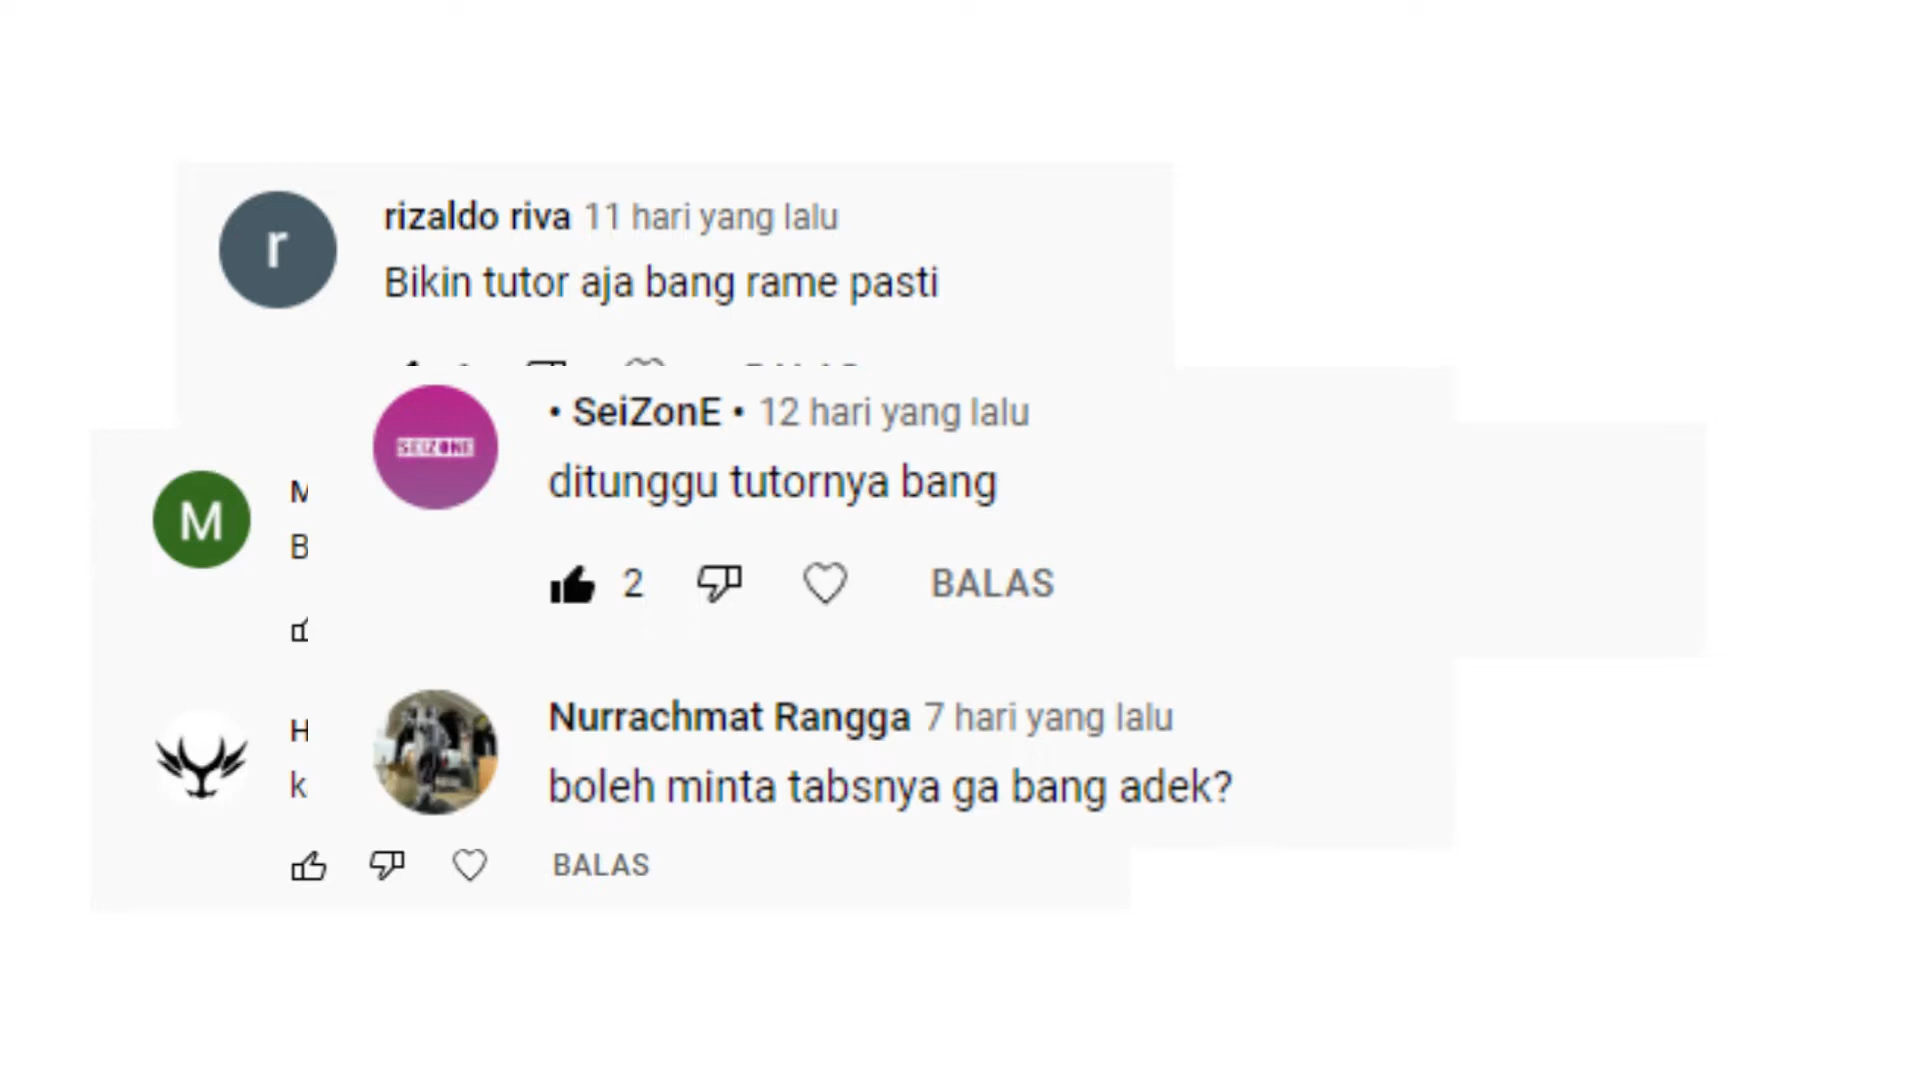 r
rizaldo riva 11 hari yang lalu
Bikin tutor aja bang rame pasti
SEIZONE
• SeiZonE • 12 hari yang lalu
ditunggu tutornya bang
2 BALAS
M
M
B
Nurrachmat Rangga 7 hari yang lalu
boleh minta tabsnya ga bang adek?
H
k
BALAS